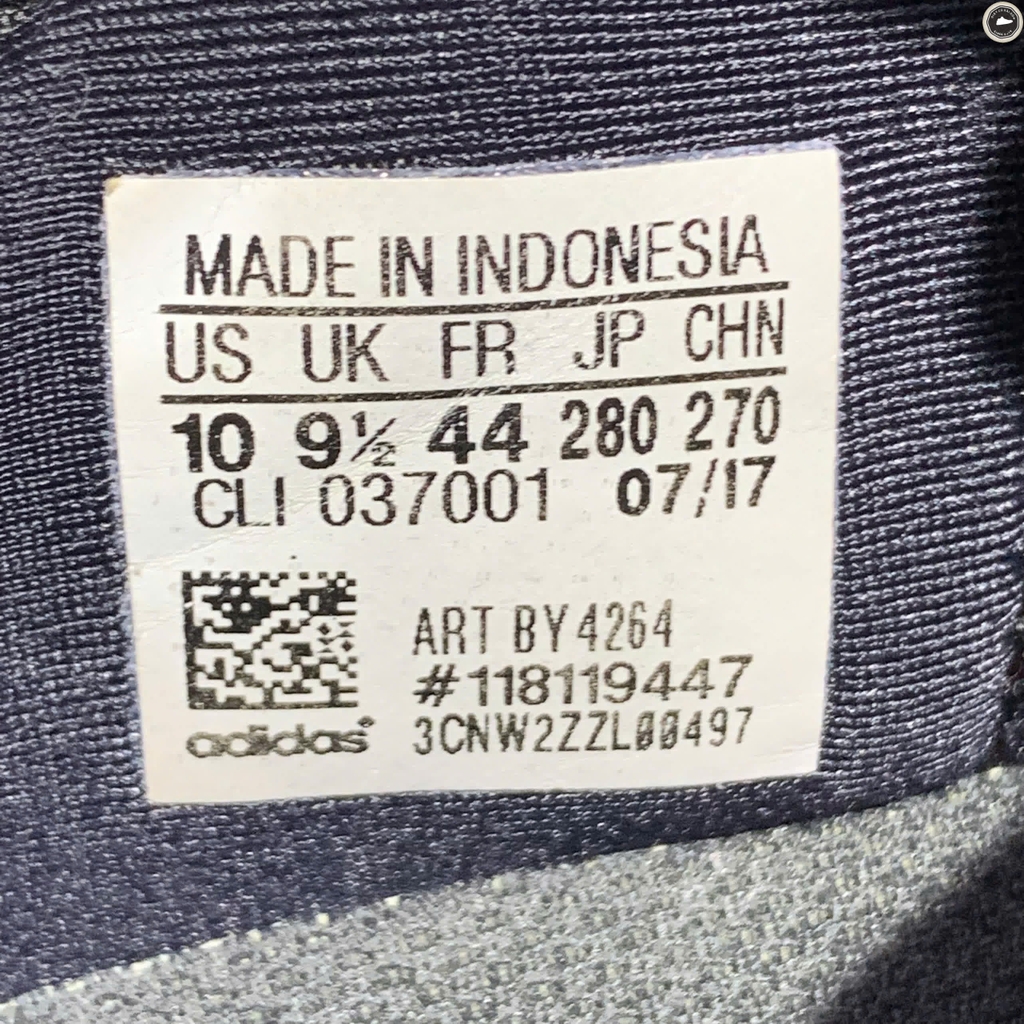 MADE IN INDONESIA
US UK FR JP CHN
10 9½ 44 280 270
CLI 037001 07/17
ART BY4264
#118119447
3CNW2ZZL00497
adidas®